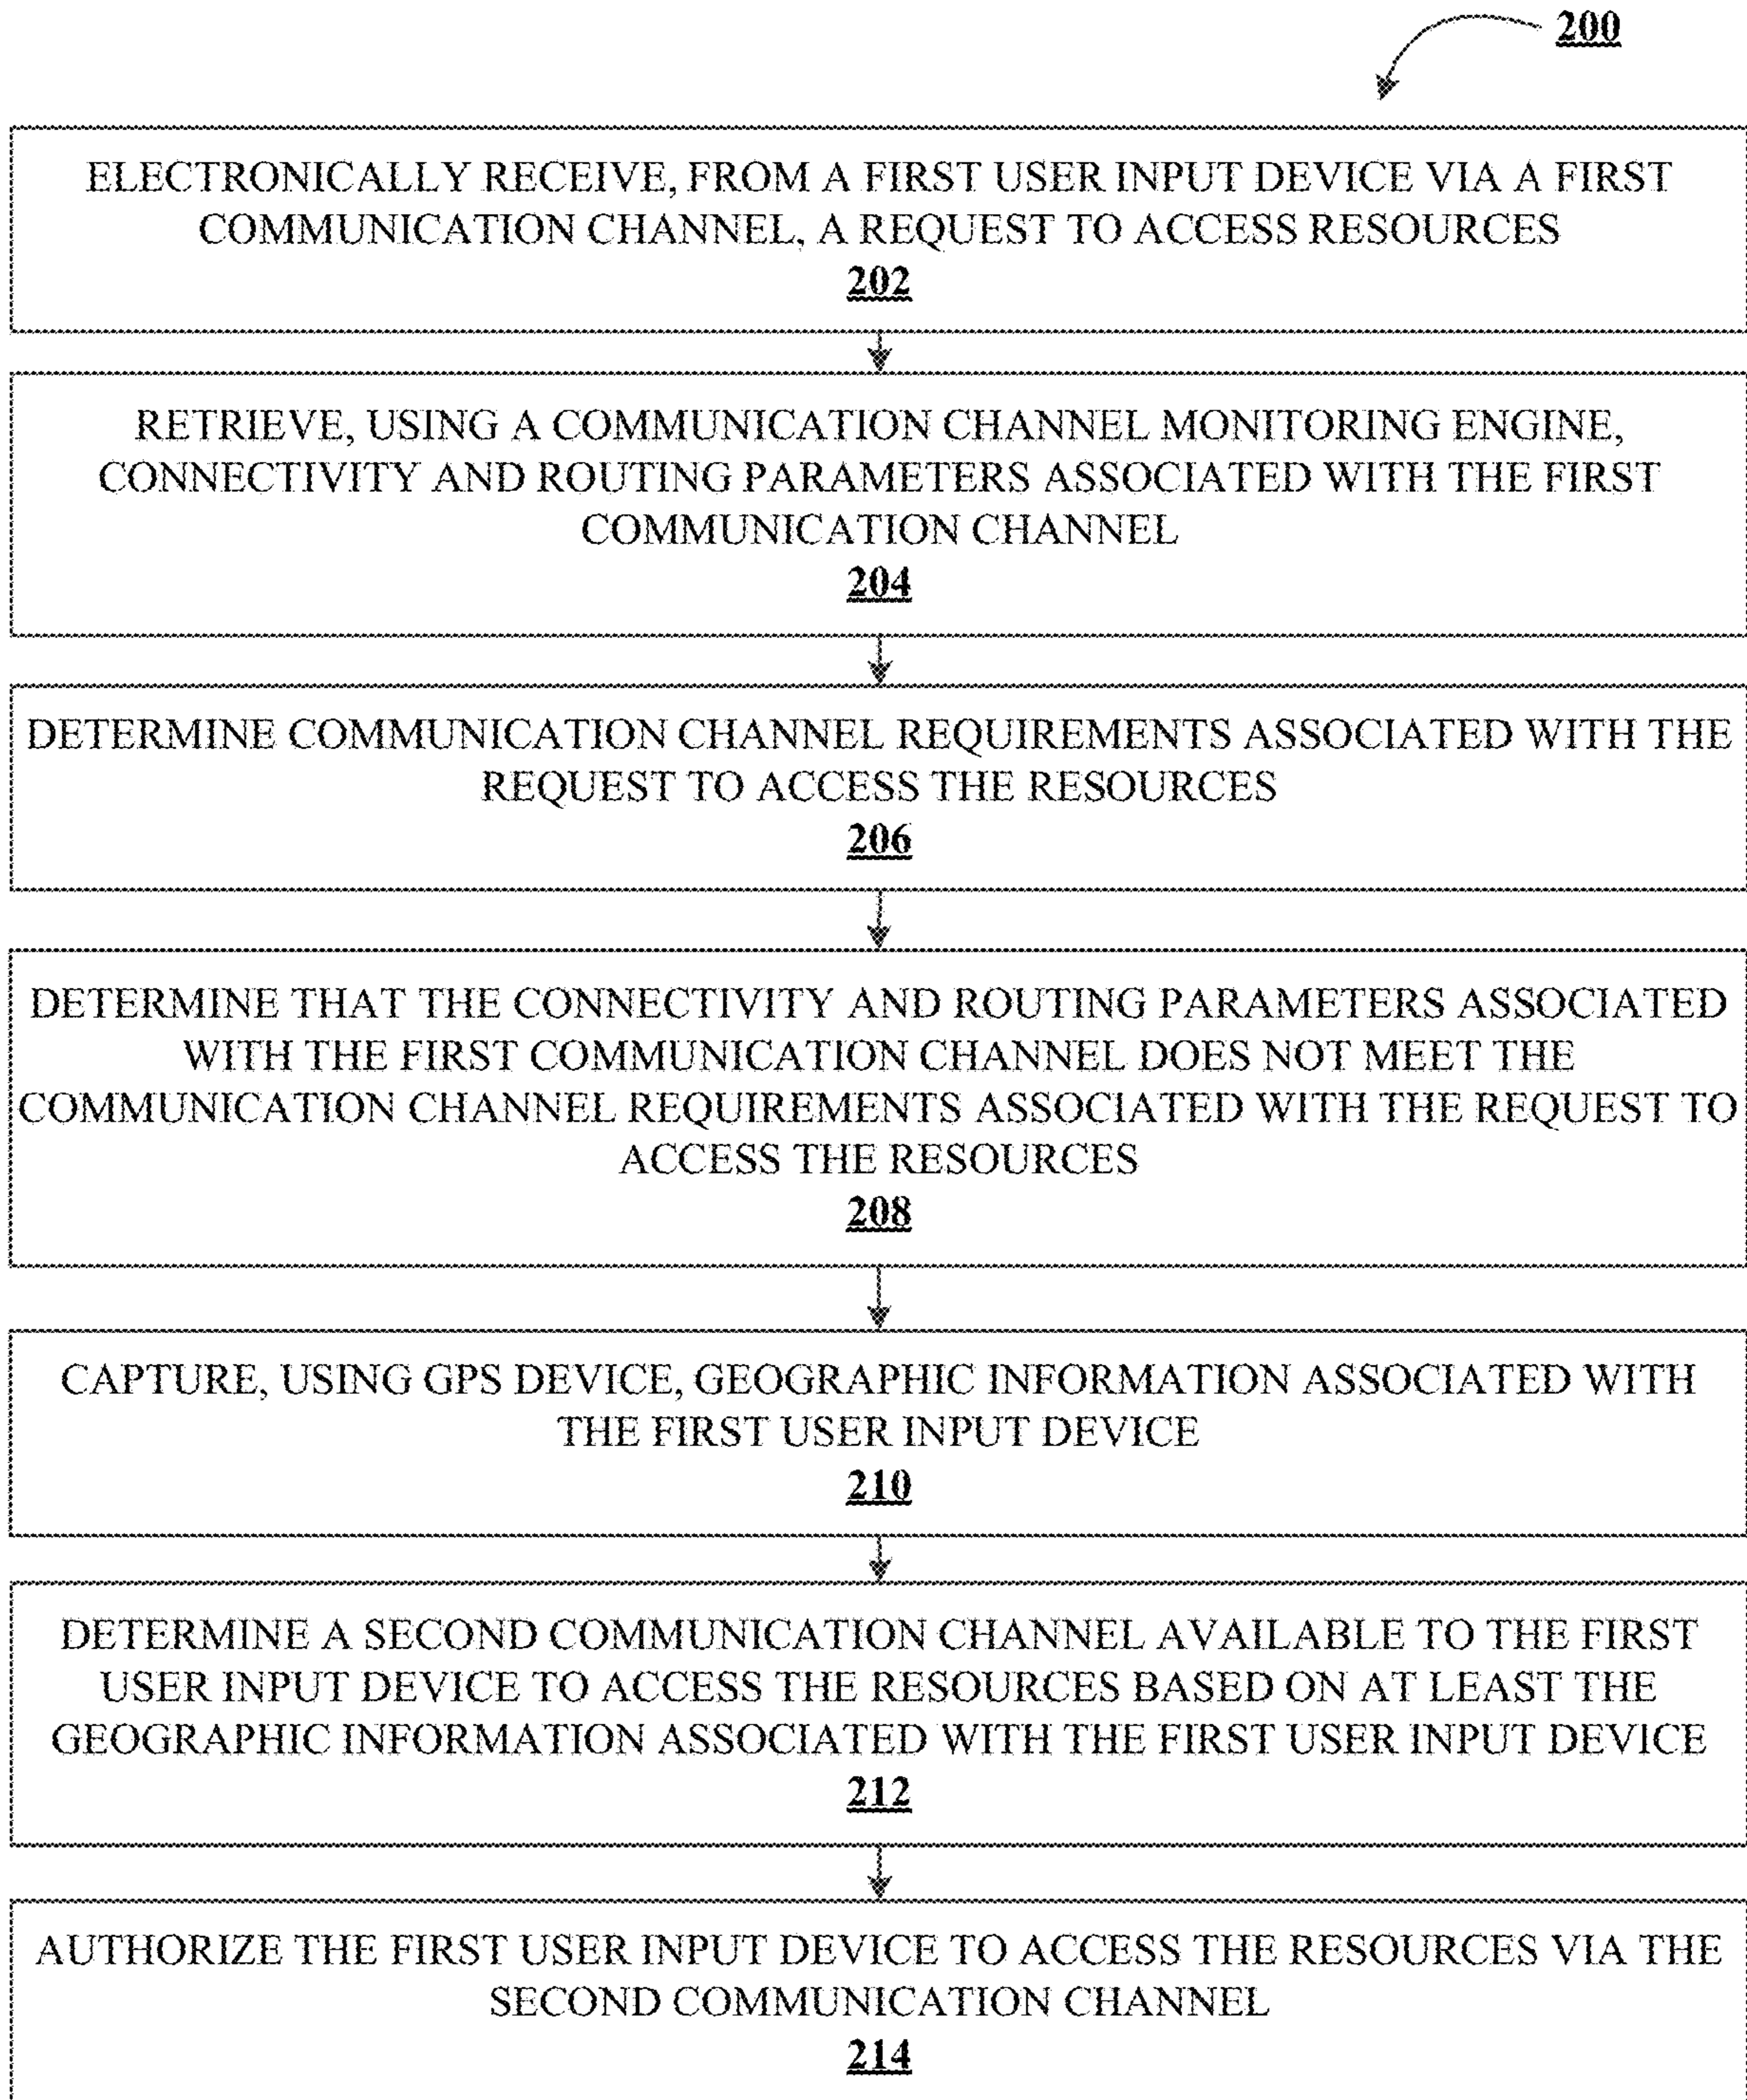 200
ELECTRONICALLY RECEIVE, FROM A FIRST USER INPUT DEVICE VIA A FIRST
COMMUNICATION CHANNEL, A REQUEST TO ACCESS RESOURCES
202
RETRIEVE, USING A COMMUNICATION CHANNEL MONITORING ENGINE,
CONNECTIVITY AND ROUTING PARAMETERS ASSOCIATED WITH THE FIRST
COMMUNICATION CHANNEL
204
DETERMINE COMMUNICATION CHANNEL REQUIREMENTS ASSOCIATED WITH THE
REQUEST TO ACCESS THE RESOURCES
206
DETERMINE THAT THE CONNECTIVITY AND ROUTING PARAMETERS ASSOCIATED
WITH THE FIRST COMMUNICATION CHANNEL DOES NOT MEET THE
COMMUNICATION CHANNEL REQUIREMENTS ASSOCIATED WITH THE REQUEST TO
ACCESS THE RESOURCES
208
CAPTURE, USING GPS DEVICE, GEOGRAPHIC INFORMATION ASSOCIATED WITH
THE FIRST USER INPUT DEVICE
210
DETERMINE A SECOND COMMUNICATION CHANNEL AVAILABLE TO THE FIRST
USER INPUT DEVICE TO ACCESS THE RESOURCES BASED ON AT LEAST THE
GEOGRAPHIC INFORMATION ASSOCIATED WITH THE FIRST USER INPUT DEVICE
212
AUTHORIZE THE FIRST USER INPUT DEVICE TO ACCESS THE RESOURCES VIA THE
SECOND COMMUNICATION CHANNEL
214